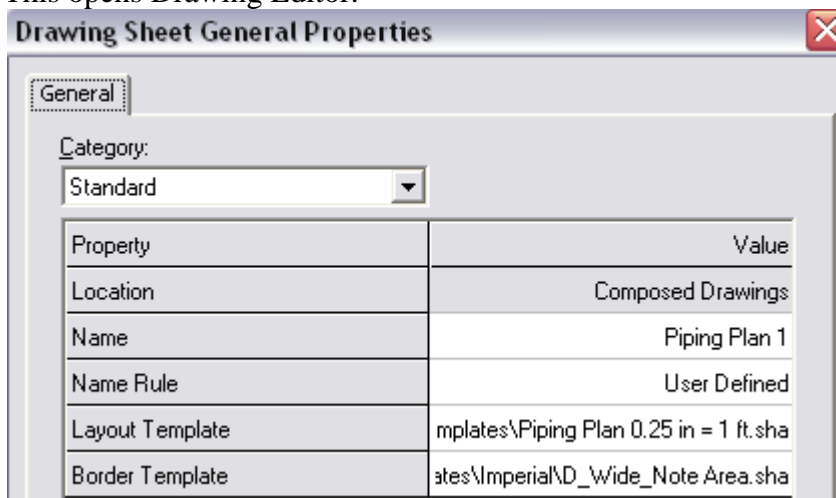 This opens Drawing Editor.
Drawing Sheet General Properties
General
Category:
Standard
Property Value
Location Composed Drawings
Name Piping Plan 1
Name Rule User Defined
Layout Template mplates\Piping Plan 0.25 in = 1 ft.sha
Border Template ates\Imperial\D_Wide_Note Area.sha